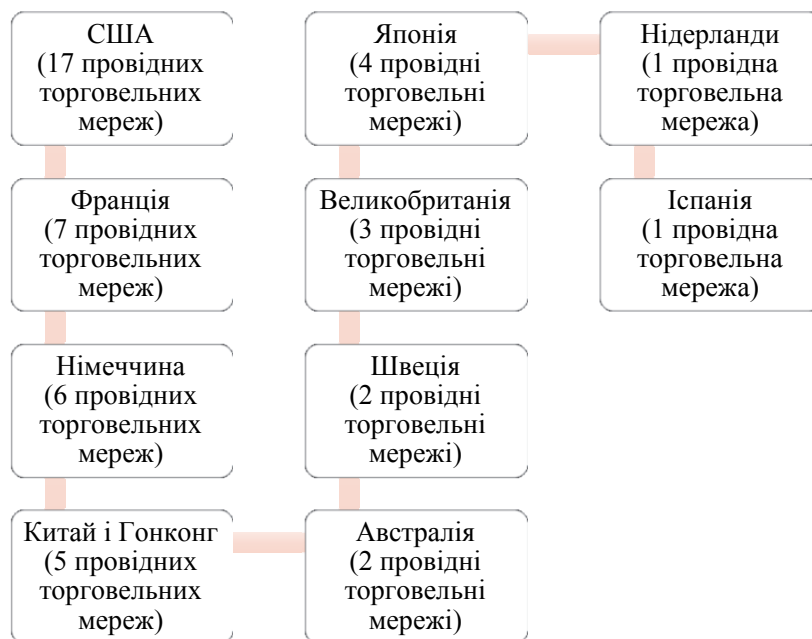 США
(17 провідних
торговельних
мереж)
Франція
(7 провідних
торговельних
мереж)
Німеччина
(6 провідних
торговельних
мереж)
Китай і Гонконг
(5 провідних
торговельних
мереж)
Австралія
(2 провідні
торговельні
мережі)
Швеція
(2 провідні
торговельні
мережі)
Великобританія
(3 провідні
торговельні
мережі)
Японія
(4 провідні
торговельні
мережі)
Нідерланди
(1 провідна
торговельна
мережа)
Іспанія
(1 провідна
торговельна
мережа)